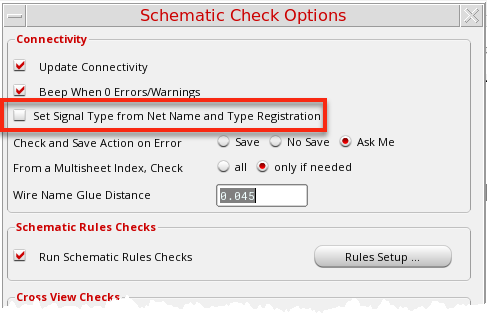 Schematic Check Options
Connectivity
Update Connectivity
Beep When 0 Errors/Warnings
Set Signal Type from Net Name and Type Registration
Check and Save Action on Error Save No Save Ask Me
From a Multisheet Index, Check all only if needed
Wire Name Glue Distance 0.045
Schematic Rules Checks
Run Schematic Rules Checks Rules Setup ...
Cross View Checks